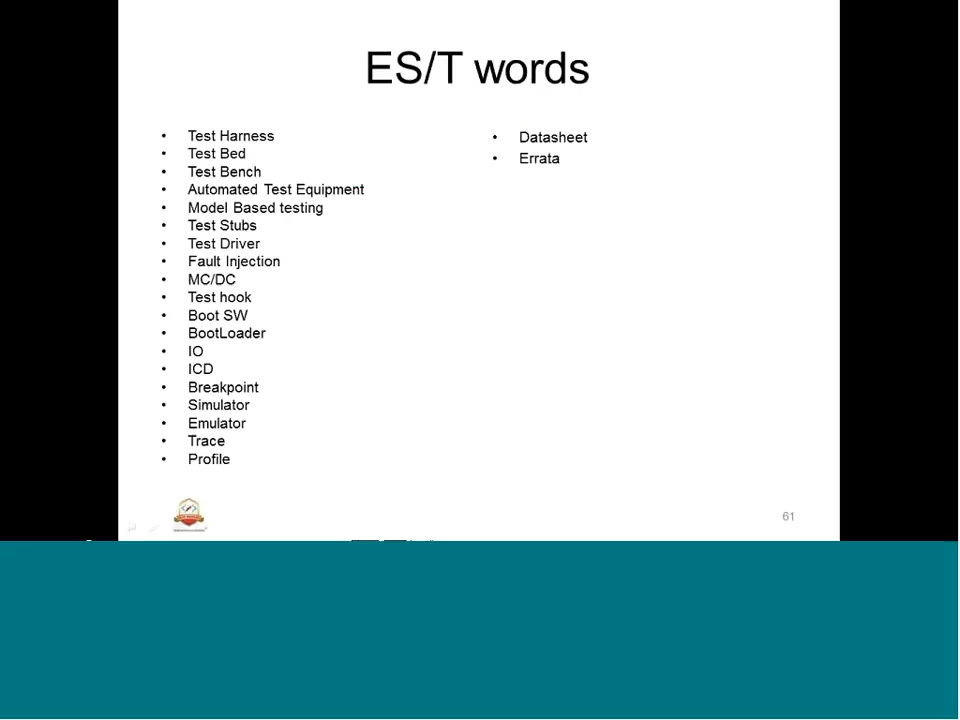 ES/T words
• Test Harness
• Test Bed
• Test Bench
• Automated Test Equipment
• Model Based testing
• Test Stubs
• Test Driver
• Fault Injection
• MC/DC
• Test hook
• Boot SW
• BootLoader
• IO
• ICD
• Breakpoint
• Simulator
• Emulator
• Trace
• Profile
• Datasheet
• Errata
61